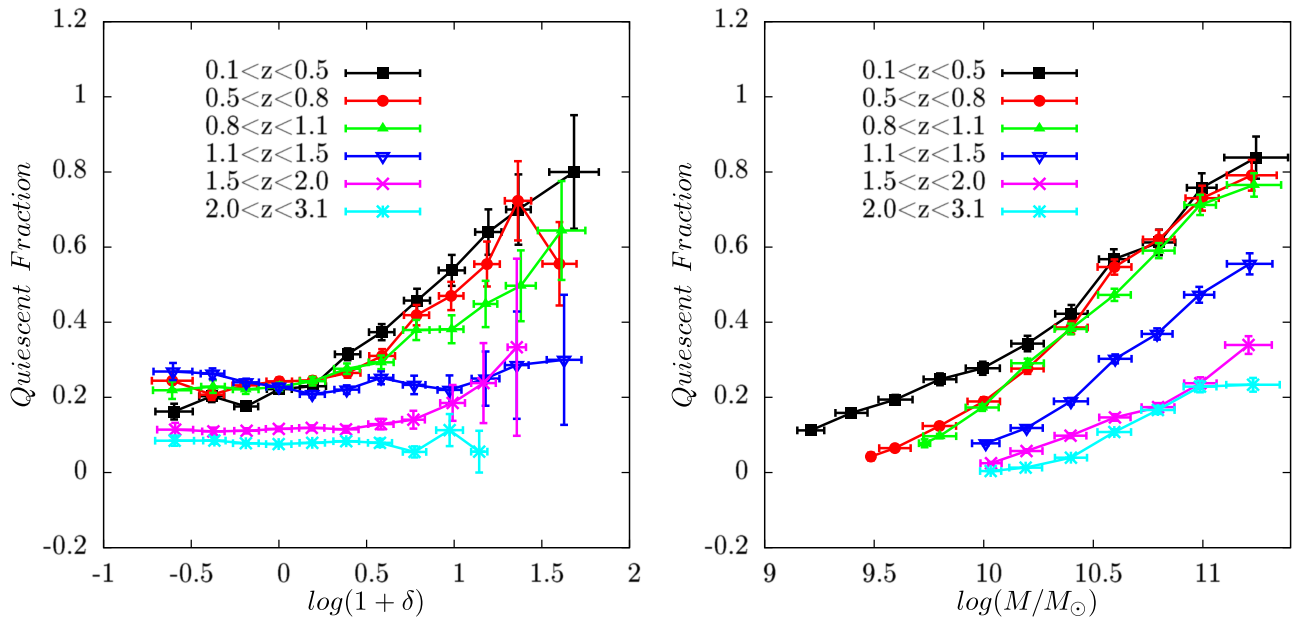 1.2
1
0.8
0.6
0.4
0.2
0
-0.2
Quiescent Fraction
0.1<z<0.5
0.5<z<0.8
0.8<z<1.1
1.1<z<1.5
1.5<z<2.0
2.0<z<3.1
-1 -0.5 0 0.5 1 1.5 2
log(1 + δ)
1.2
1
0.8
0.6
0.4
0.2
0
-0.2
Quiescent Fraction
0.1<z<0.5
0.5<z<0.8
0.8<z<1.1
1.1<z<1.5
1.5<z<2.0
2.0<z<3.1
9 9.5 10 10.5 11
log(M/M⊙)